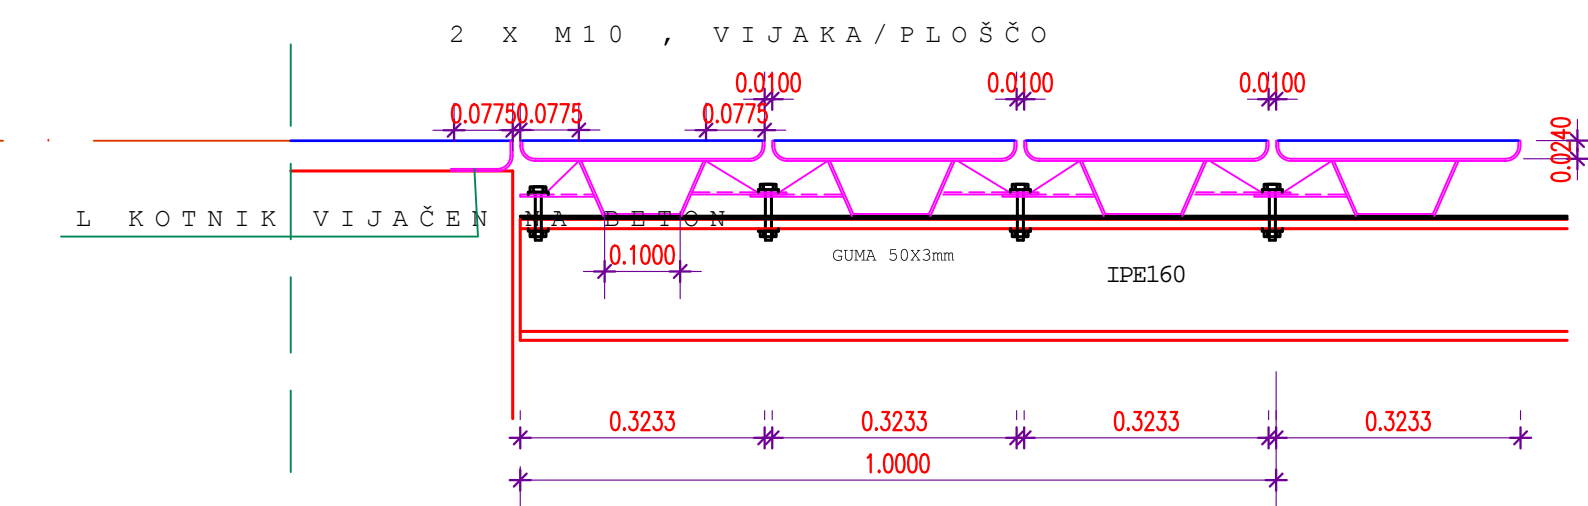 2 X M10 , VIJAKA/PLOŠČO
0.0100 0.0100 0.0100
0.0775 0.0775 0.0775
0.0240
L KOTNIK VIJAČEN NA BETON
0.1000
GUMA 50X3mm
IPE160
0.3233 0.3233 0.3233 0.3233
1.0000